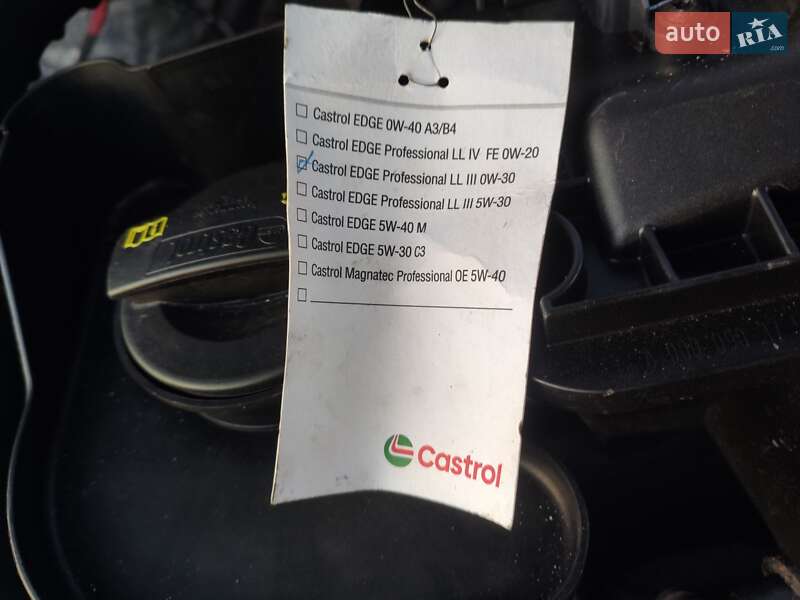 auto RIA
.com
Castrol EDGE 0W-40 A3/B4
Castrol EDGE Professional LL IV FE 0W-20
Castrol EDGE Professional LL III 0W-30
Castrol EDGE Professional LL III 5W-30
Castrol EDGE 5W-40 M
Castrol EDGE 5W-30 C3
Castrol Magnatec Professional OE 5W-40
Castrol